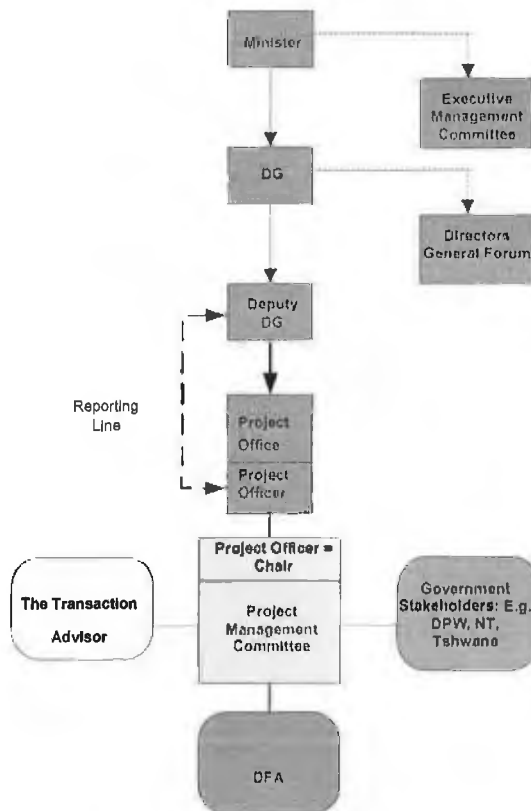 Minister
Executive
Management
Committee
DG
Directors
General Forum
Deputy
DG
Reporting
Line
Project
Office
Project
Officer
Project Officer =
Chair
The Transaction
Advisor
Project
Management
Committee
Government
Stakeholders: E.g.
DPW, NT,
Tshwane
DFA